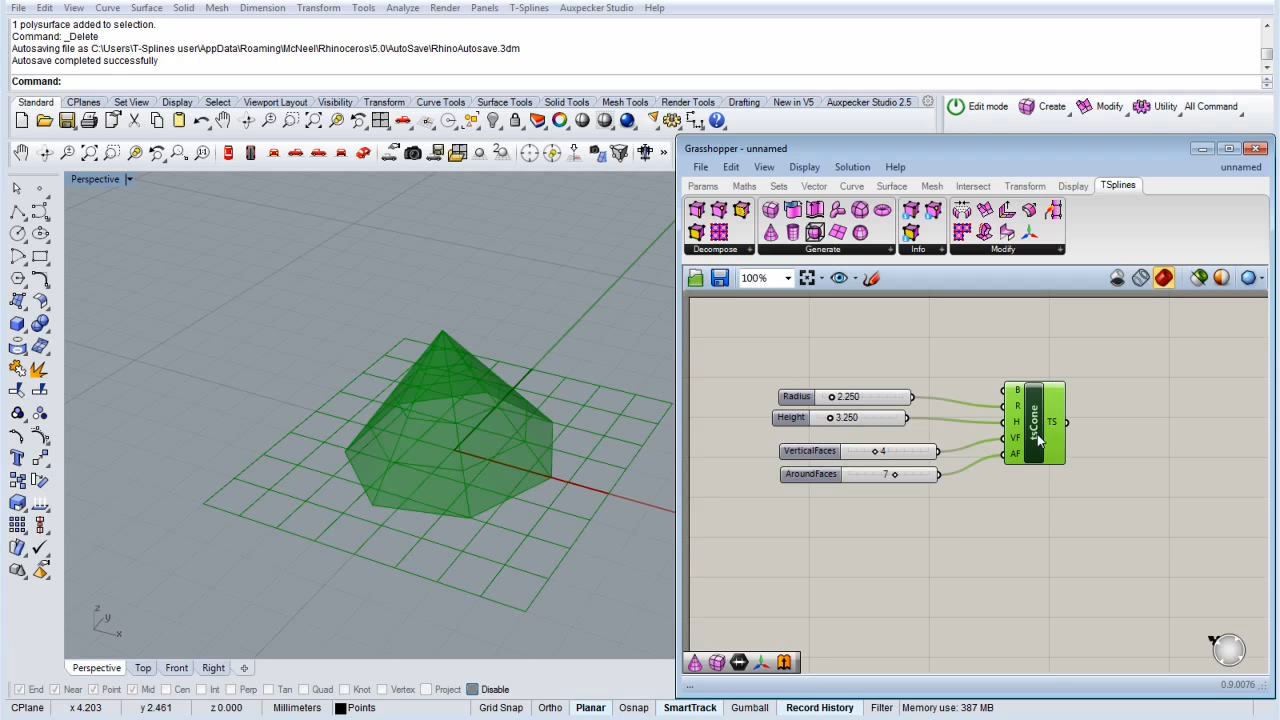 File Edit View Curve Surface Solid Mesh Dimension Transform Tools Analyze Render Panels T-Splines Auxpecker Studio Help
1 polysurface added to selection.
Command: _Delete
Autosaving file as C:\Users\T-Splines user\AppData\Roaming\McNeel\Rhinoceros\5.0\AutoSave\RhinoAutosave.3dm
Autosave completed successfully
Command:
Standard CPlanes Set View Display Select Viewport Layout Visibility Transform Curve Tools Surface Tools Solid Tools Mesh Tools Render Tools Drafting New in V5 Auxpecker Studio 2.5
Edit mode Create Modify Utility All Command
Grasshopper - unnamed
File Edit View Display Solution Help unnamed
Params Maths Sets Vector Curve Surface Mesh Intersect Transform Display TSplines
Decompose Generate Info Modify
100%
Perspective
Radius 2.250
Height 3.250
VerticalFaces 4
AroundFaces 7
B
R
H
VF
AF
tsCone
TS
z
y
x
Perspective Top Front Right
0.9.0076
End Near Point Mid Cen Int Perp Tan Quad Knot Vertex Project Disable
CPlane x 4.203 y 2.461 z 0.000 Millimeters Points Grid Snap Ortho Planar Osnap SmartTrack Gumball Record History Filter Memory use: 387 MB